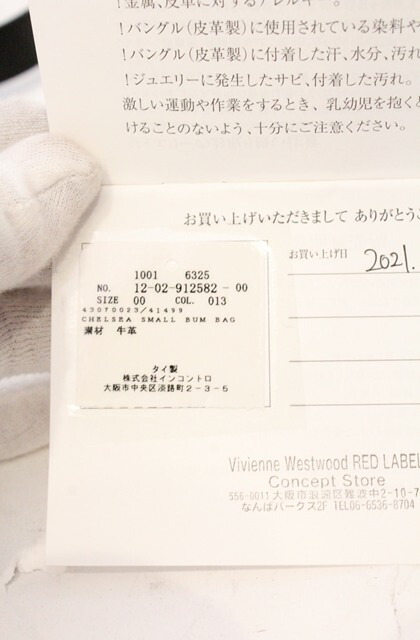 ！金属、皮革に対するアレルギー。
！バングル(皮革製)に使用されている染料や
！バングル(皮革製)に付着した汗、水分、汚れ
！ジュエリーに発生したサビ、付着した汚れ。
激しい運動や作業をするとき、乳幼児を抱くと
けることのないよう、十分にご注意ください。
お買い上げいただきまして ありがとうご
お買い上げ日 2021.
1001 6325
NO. 12-02-912582 - 00
SIZE 00 COL. 013
43070023/41499
CHELSEA SMALL BUM BAG
素材 牛革
タイ製
株式会社インコントロ
大阪市中央区淡路町2-3-5
Vivienne Westwood RED LABEL
Concept Store
556-0011 大阪市浪速区難波中2-10-7
なんばパークス2F TEL06-6536-8704